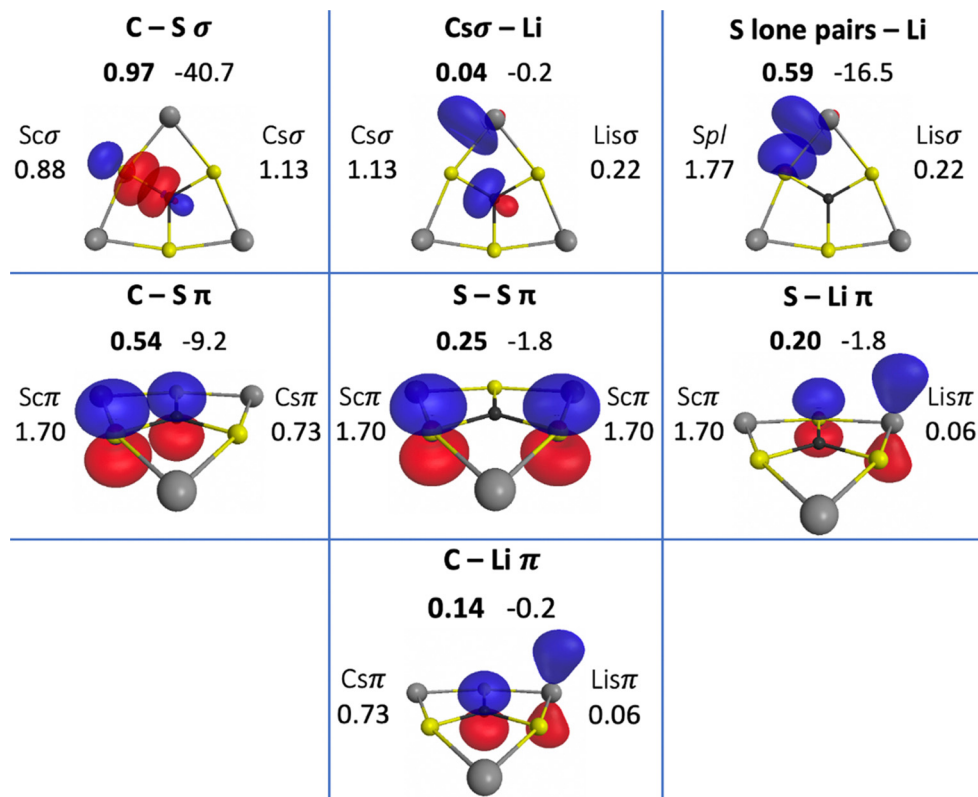 C – S σ
0.97 -40.7
Scσ
0.88
Csσ
1.13
Csσ – Li
0.04 -0.2
Csσ
1.13
Lisσ
0.22
S lone pairs – Li
0.59 -16.5
Spl
1.77
Lisσ
0.22
C – S π
0.54 -9.2
Scπ
1.70
Csπ
0.73
S – S π
0.25 -1.8
Scπ
1.70
Scπ
1.70
S – Li π
0.20 -1.8
Scπ
1.70
Lisπ
0.06
C – Li π
0.14 -0.2
Csπ
0.73
Lisπ
0.06